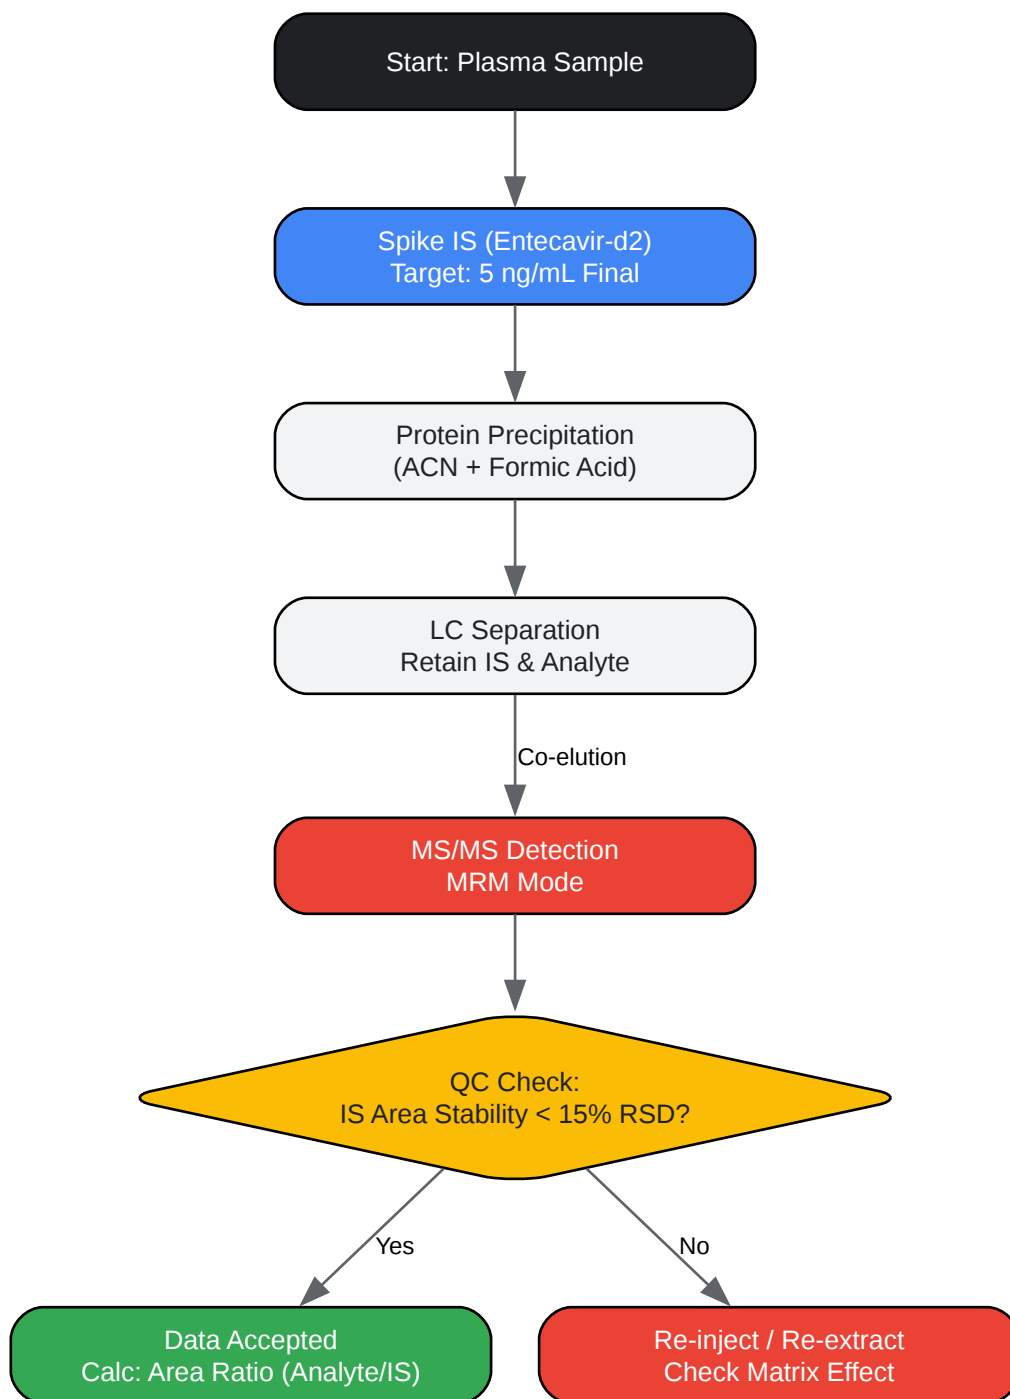 Start: Plasma Sample
Spike IS (Entecavir-d2)
Target: 5 ng/mL Final
Protein Precipitation
(ACN + Formic Acid)
LC Separation
Retain IS & Analyte
Co-elution
MS/MS Detection
MRM Mode
QC Check:
IS Area Stability < 15% RSD?
Yes
No
Data Accepted
Calc: Area Ratio (Analyte/IS)
Re-inject / Re-extract
Check Matrix Effect